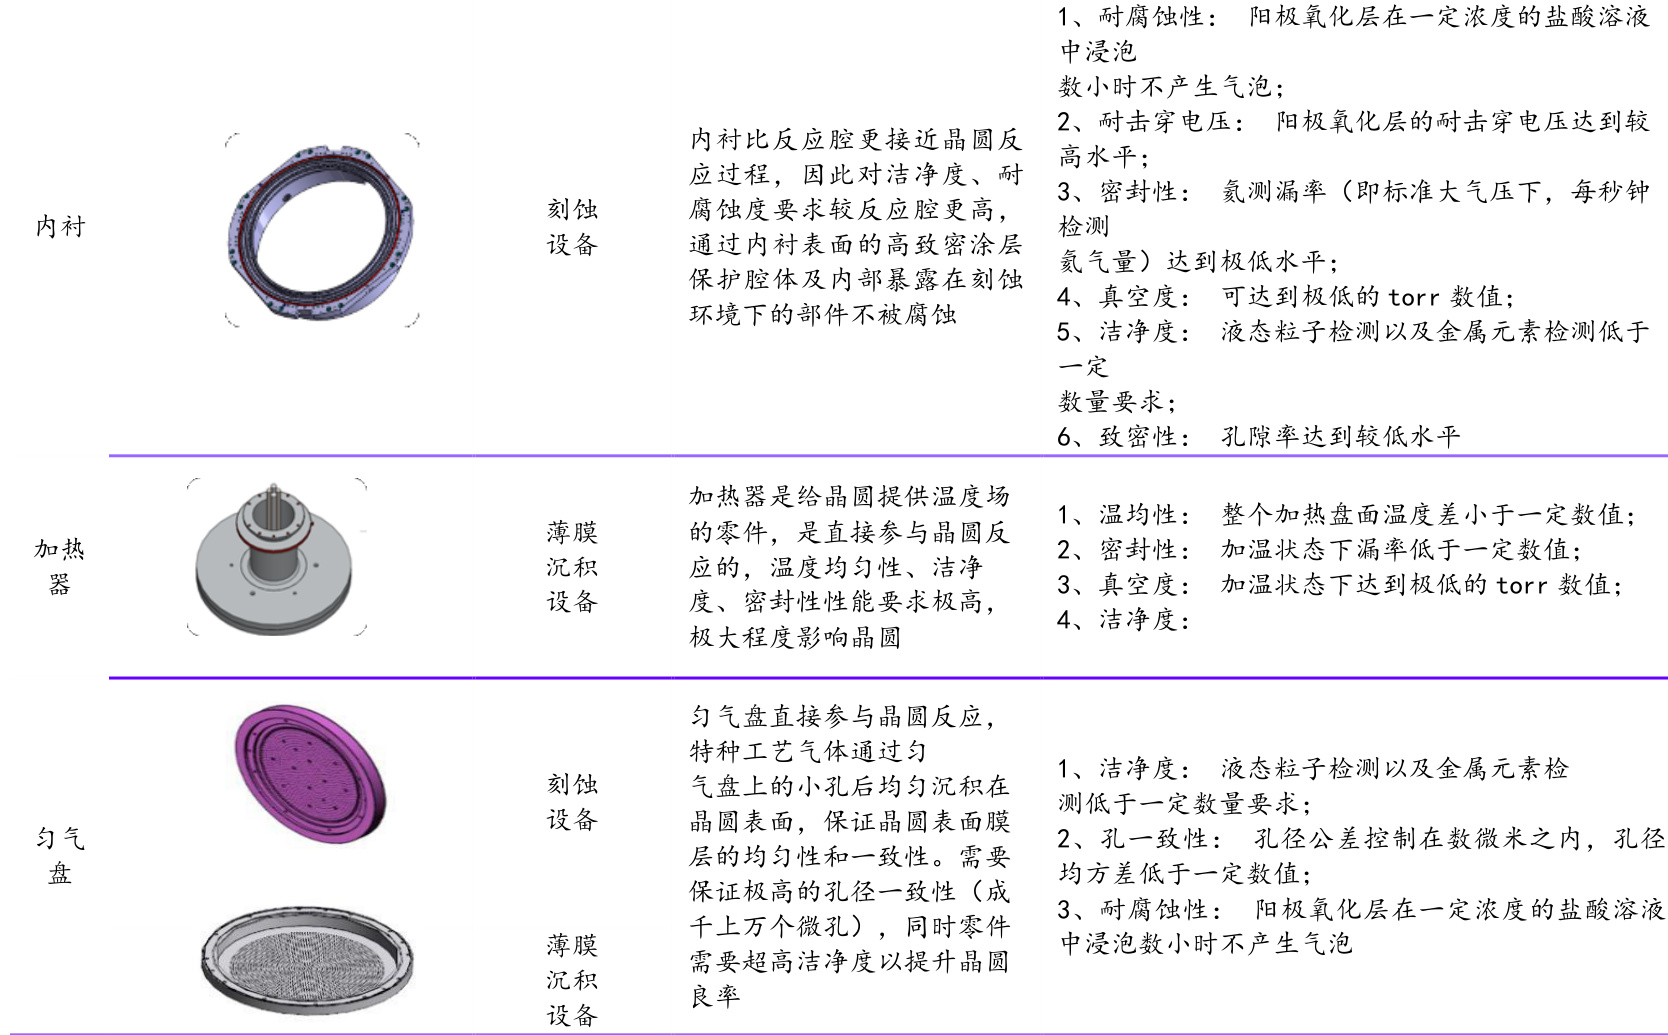 内衬
刻蚀
设备
内衬比反应腔更接近晶圆反
应过程，因此对洁净度、耐
腐蚀度要求较反应腔更高，
通过内衬表面的高致密涂层
保护腔体及内部暴露在刻蚀
环境下的部件不被腐蚀
1、耐腐蚀性： 阳极氧化层在一定浓度的盐酸溶液
中浸泡
数小时不产生气泡；
2、耐击穿电压： 阳极氧化层的耐击穿电压达到较
高水平；
3、密封性： 氦测漏率（即标准大气压下，每秒钟
检测
氦气量）达到极低水平；
4、真空度： 可达到极低的 torr 数值；
5、洁净度： 液态粒子检测以及金属元素检测低于
一定
数量要求；
6、致密性： 孔隙率达到较低水平
加热
器
薄膜
沉积
设备
加热器是给晶圆提供温度场
的零件，是直接参与晶圆反
应的，温度均匀性、洁净
度、密封性性能要求极高，
极大程度影响晶圆
1、温均性： 整个加热盘面温度差小于一定数值；
2、密封性： 加温状态下漏率低于一定数值；
3、真空度： 加温状态下达到极低的 torr 数值；
4、洁净度：
匀气
盘
刻蚀
设备
薄膜
沉积
设备
匀气盘直接参与晶圆反应，
特种工艺气体通过匀
气盘上的小孔后均匀沉积在
晶圆表面，保证晶圆表面膜
层的均匀性和一致性。需要
保证极高的孔径一致性（成
千上万个微孔），同时零件
需要超高洁净度以提升晶圆
良率
1、洁净度： 液态粒子检测以及金属元素检
测低于一定数量要求；
2、孔一致性： 孔径公差控制在数微米之内，孔径
均方差低于一定数值；
3、耐腐蚀性： 阳极氧化层在一定浓度的盐酸溶液
中浸泡数小时不产生气泡